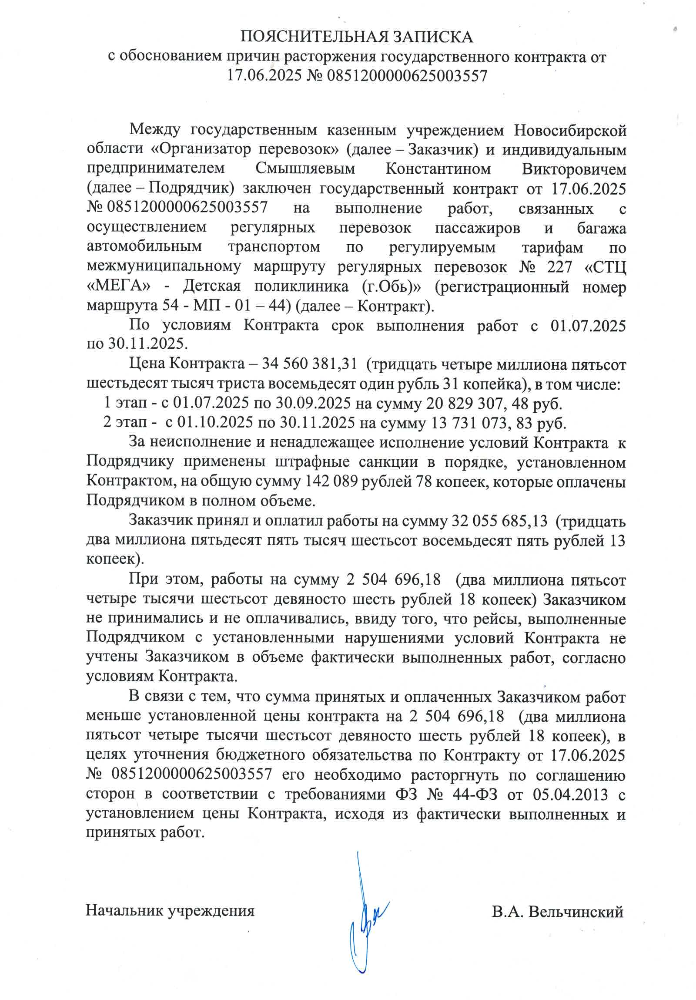 ПОЯСНИТЕЛЬНАЯ ЗАПИСКА
с обоснованием причин расторжения государственного контракта от
17.06.2025 № 0851200000625003557
Между государственным казенным учреждением Новосибирской
области «Организатор перевозок» (далее – Заказчик) и индивидуальным
предпринимателем Смышляевым Константином Викторовичем
(далее – Подрядчик) заключен государственный контракт от 17.06.2025
№ 0851200000625003557 на выполнение работ, связанных с
осуществлением регулярных перевозок пассажиров и багажа
автомобильным транспортом по регулируемым тарифам по
межмуниципальному маршруту регулярных перевозок № 227 «СТЦ
«МЕГА» - Детская поликлиника (г.Обь)» (регистрационный номер
маршрута 54 - МП - 01 – 44) (далее – Контракт).
По условиям Контракта срок выполнения работ с 01.07.2025
по 30.11.2025.
Цена Контракта – 34 560 381,31 (тридцать четыре миллиона пятьсот
шестьдесят тысяч триста восемьдесят один рубль 31 копейка), в том числе:
1 этап - с 01.07.2025 по 30.09.2025 на сумму 20 829 307, 48 руб.
2 этап - с 01.10.2025 по 30.11.2025 на сумму 13 731 073, 83 руб.
За неисполнение и ненадлежащее исполнение условий Контракта к
Подрядчику применены штрафные санкции в порядке, установленном
Контрактом, на общую сумму 142 089 рублей 78 копеек, которые оплачены
Подрядчиком в полном объеме.
Заказчик принял и оплатил работы на сумму 32 055 685,13 (тридцать
два миллиона пятьдесят пять тысяч шестьсот восемьдесят пять рублей 13
копеек).
При этом, работы на сумму 2 504 696,18 (два миллиона пятьсот
четыре тысячи шестьсот девяносто шесть рублей 18 копеек) Заказчиком
не принимались и не оплачивались, ввиду того, что рейсы, выполненные
Подрядчиком с установленными нарушениями условий Контракта не
учтены Заказчиком в объеме фактически выполненных работ, согласно
условиям Контракта.
В связи с тем, что сумма принятых и оплаченных Заказчиком работ
меньше установленной цены контракта на 2 504 696,18 (два миллиона
пятьсот четыре тысячи шестьсот девяносто шесть рублей 18 копеек), в
целях уточнения бюджетного обязательства по Контракту от 17.06.2025
№ 0851200000625003557 его необходимо расторгнуть по соглашению
сторон в соответствии с требованиями ФЗ № 44-ФЗ от 05.04.2013 с
установлением цены Контракта, исходя из фактически выполненных и
принятых работ.
Начальник учреждения В.А. Вельчинский